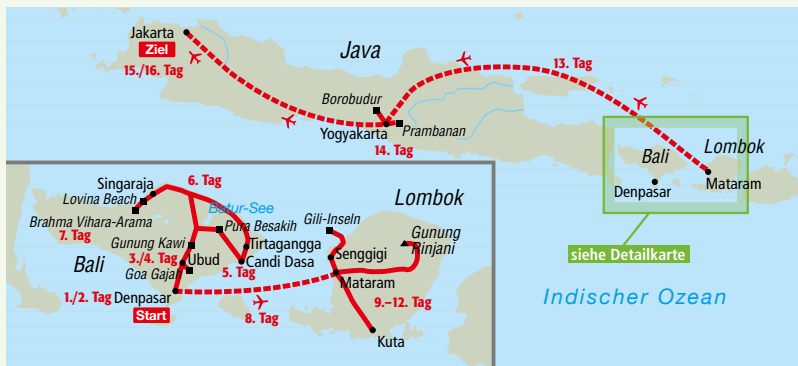 Jakarta
Ziel
15./16. Tag
Java
13. Tag
Borobudur
Yogyakarta
Prambanan
14. Tag
Bali
Lombok
Denpasar
Mataram
siehe Detailkarte
Indischer Ozean
Singaraja
6. Tag
Lovina Beach
Batur-See
Brahma Vihara-Arama
Pura Besakih
7. Tag
Gunung Kawi
Tirtagangga
Bali
3./4. Tag
Ubud
Goa Gajah
5. Tag
Candi Dasa
1./2. Tag
Denpasar
Start
8. Tag
Lombok
Gili-Inseln
Gunung
Rinjani
Senggigi
Mataram
9.–12. Tag
Kuta